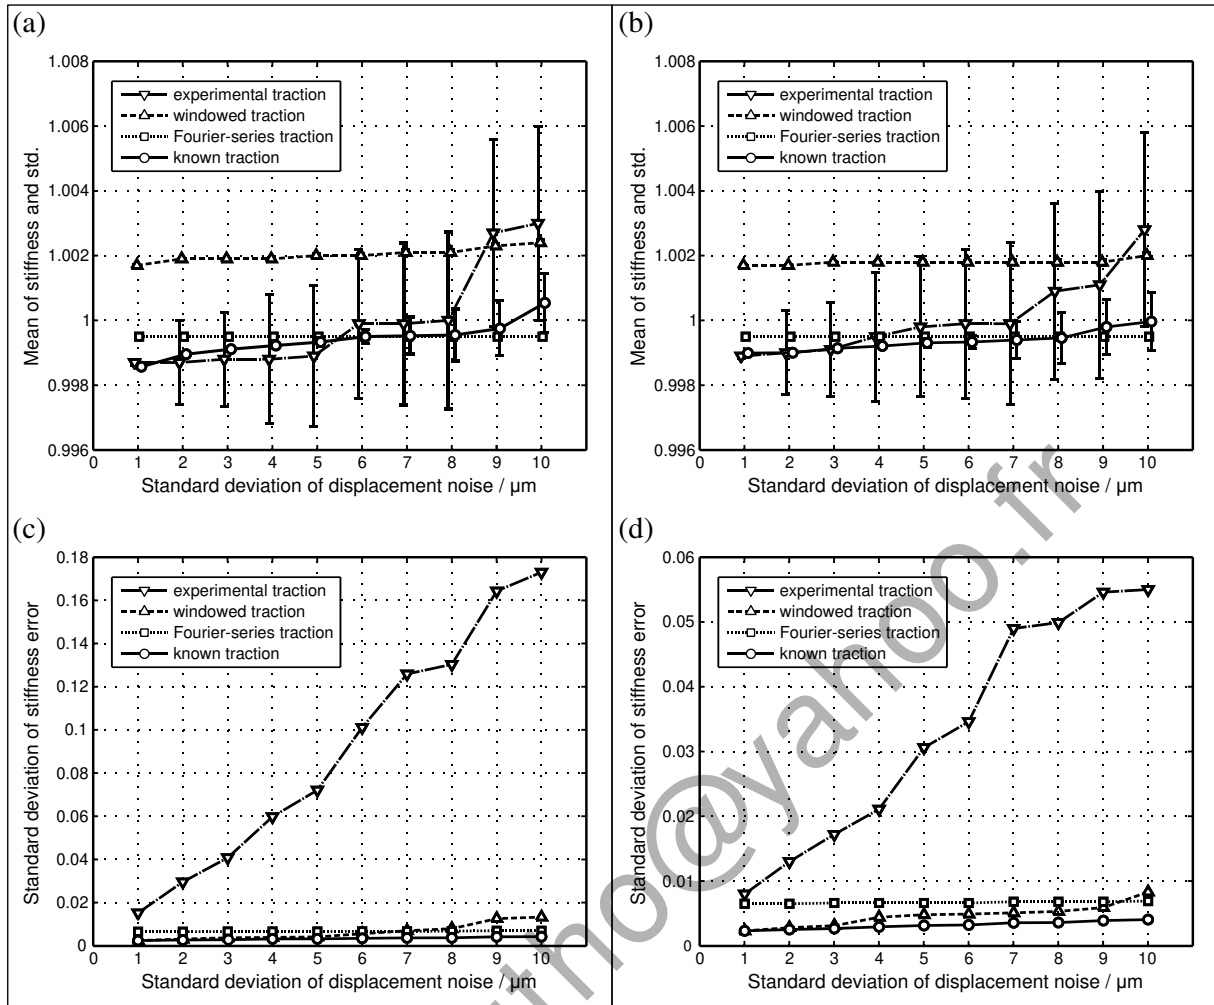 (a)
1.008
1.006
1.004
1.002
1
0.998
0.996
Mean of stiffness and std.
experimental traction
windowed traction
Fourier-series traction
known traction
0 1 2 3 4 5 6 7 8 9 10
Standard deviation of displacement noise / µm
(b)
1.008
1.006
1.004
1.002
1
0.998
0.996
Mean of stiffness and std.
experimental traction
windowed traction
Fourier-series traction
known traction
0 1 2 3 4 5 6 7 8 9 10
Standard deviation of displacement noise / µm
(c)
0.18
0.16
0.14
0.12
0.1
0.08
0.06
0.04
0.02
0
Standard deviation of stiffness error
experimental traction
windowed traction
Fourier-series traction
known traction
0 1 2 3 4 5 6 7 8 9 10
Standard deviation of displacement noise / µm
(d)
0.06
0.05
0.04
0.03
0.02
0.01
0
Standard deviation of stiffness error
experimental traction
windowed traction
Fourier-series traction
known traction
0 1 2 3 4 5 6 7 8 9 10
Standard deviation of displacement noise / µm
tho@yahoo.fr